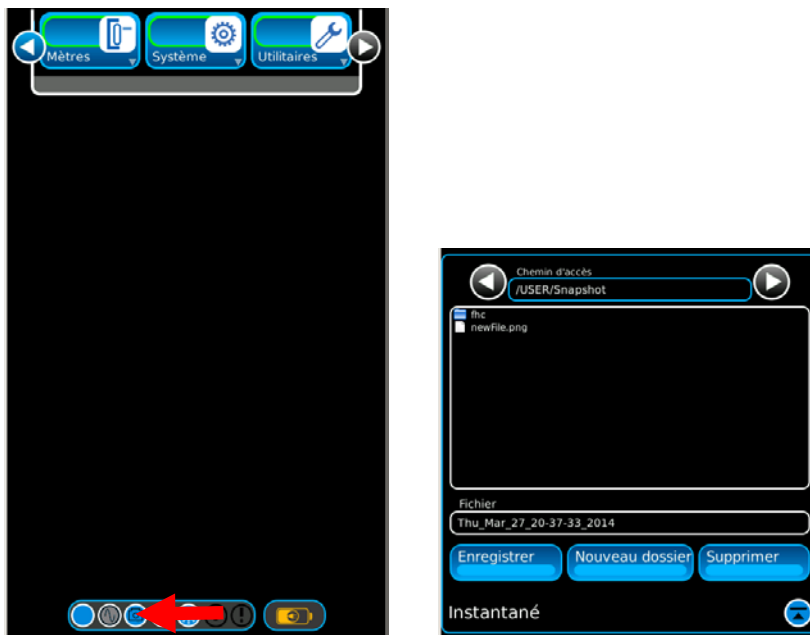 Mètres
Système
Utilitaires
Chemin d'accès
/USER/Snapshot
fhc
newFile.png
Fichier
Thu_Mar_27_20-37-33_2014
Enregistrer
Nouveau dossier
Supprimer
Instantané